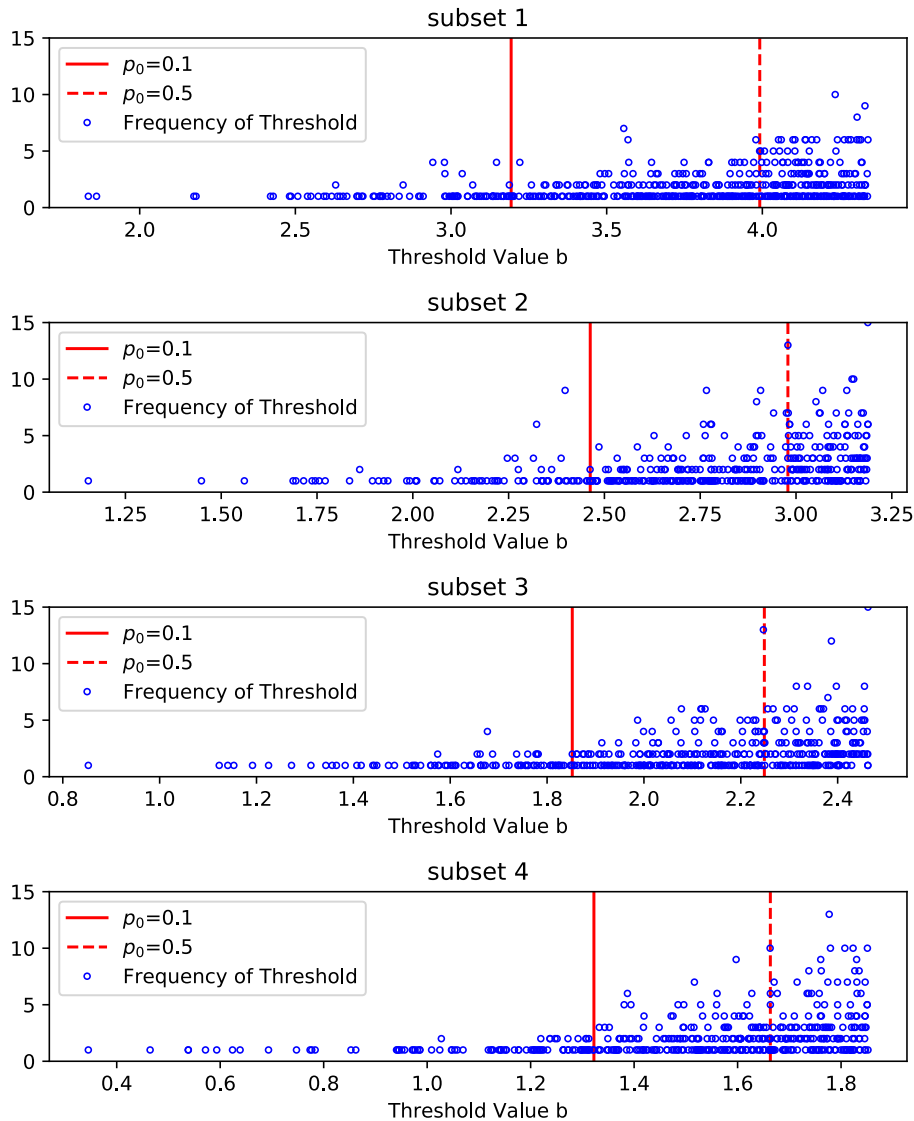 subset 1
15
10
5
0
p₀=0.1
p₀=0.5
Frequency of Threshold
2.0 2.5 3.0 3.5 4.0
Threshold Value b
subset 2
15
10
5
0
p₀=0.1
p₀=0.5
Frequency of Threshold
1.25 1.50 1.75 2.00 2.25 2.50 2.75 3.00 3.25
Threshold Value b
subset 3
15
10
5
0
p₀=0.1
p₀=0.5
Frequency of Threshold
0.8 1.0 1.2 1.4 1.6 1.8 2.0 2.2 2.4
Threshold Value b
subset 4
15
10
5
0
p₀=0.1
p₀=0.5
Frequency of Threshold
0.4 0.6 0.8 1.0 1.2 1.4 1.6 1.8
Threshold Value b